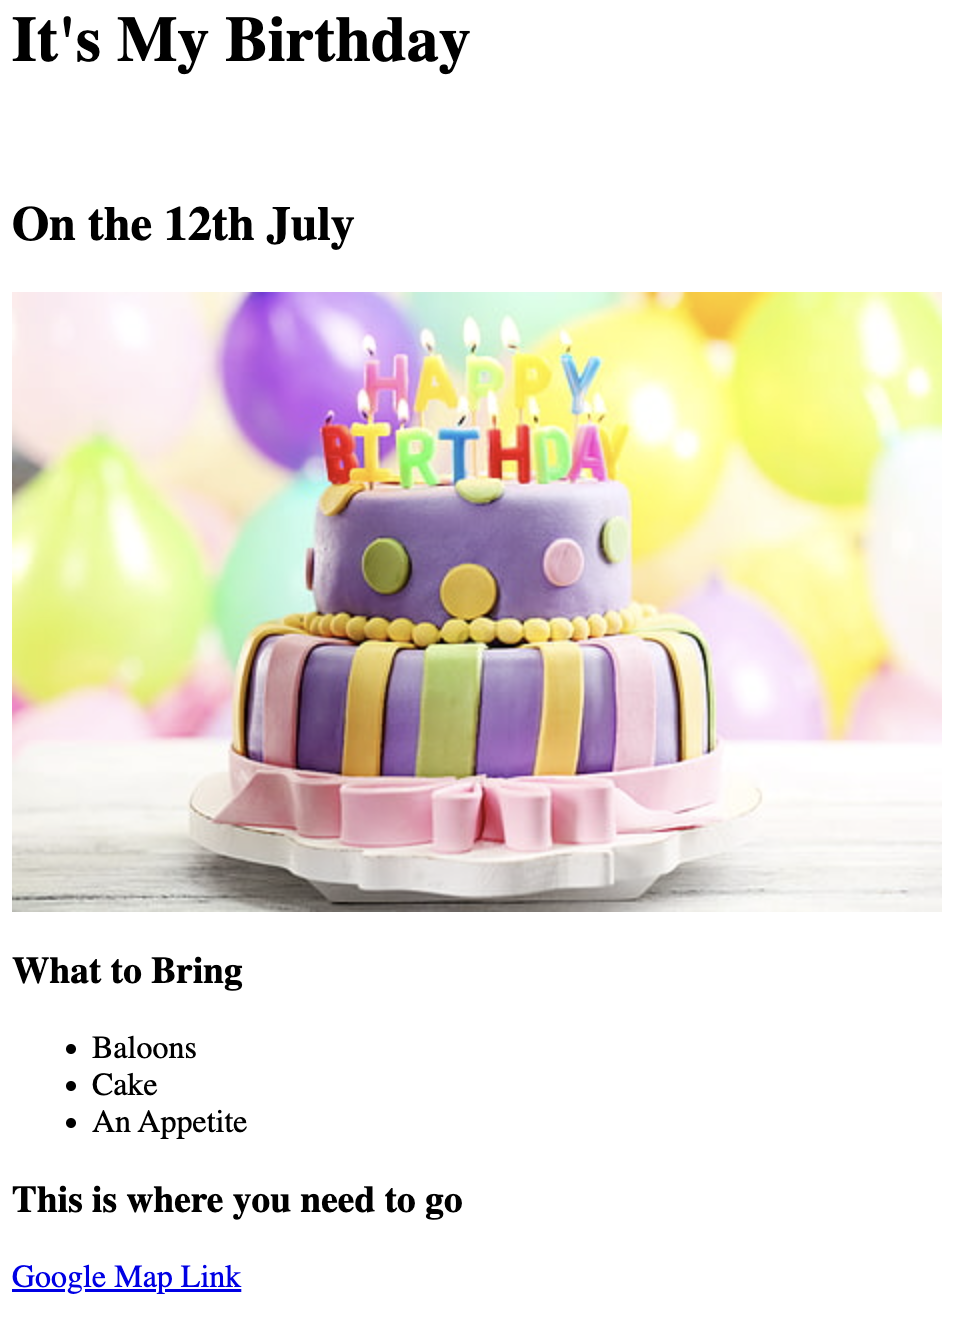 It's My Birthday
On the 12th July
HAPPY
BIRTHDAY
What to Bring
Baloons
Cake
An Appetite
This is where you need to go
Google Map Link